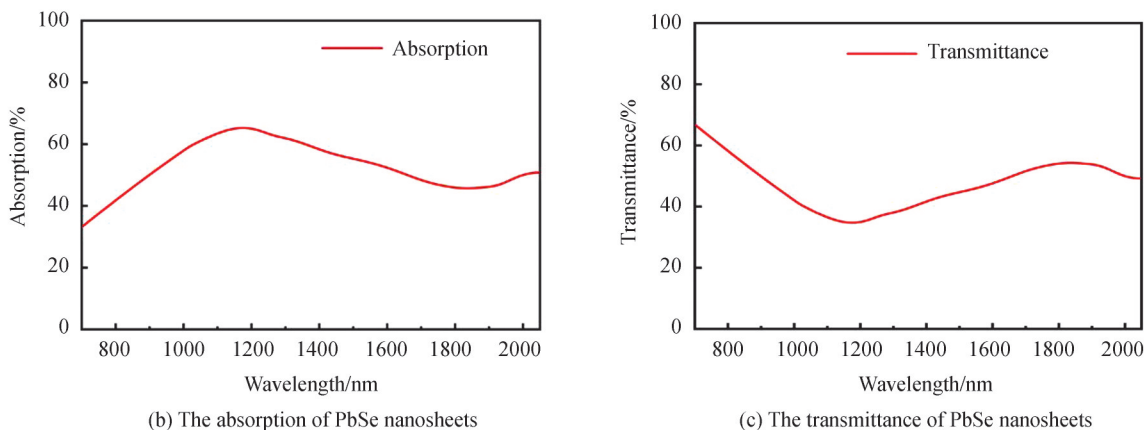 100
80
60
40
20
0
Absorption/%
Absorption
800 1000 1200 1400 1600 1800 2000
Wavelength/nm
(b) The absorption of PbSe nanosheets
100
80
60
40
20
0
Transmittance/%
Transmittance
800 1000 1200 1400 1600 1800 2000
Wavelength/nm
(c) The transmittance of PbSe nanosheets